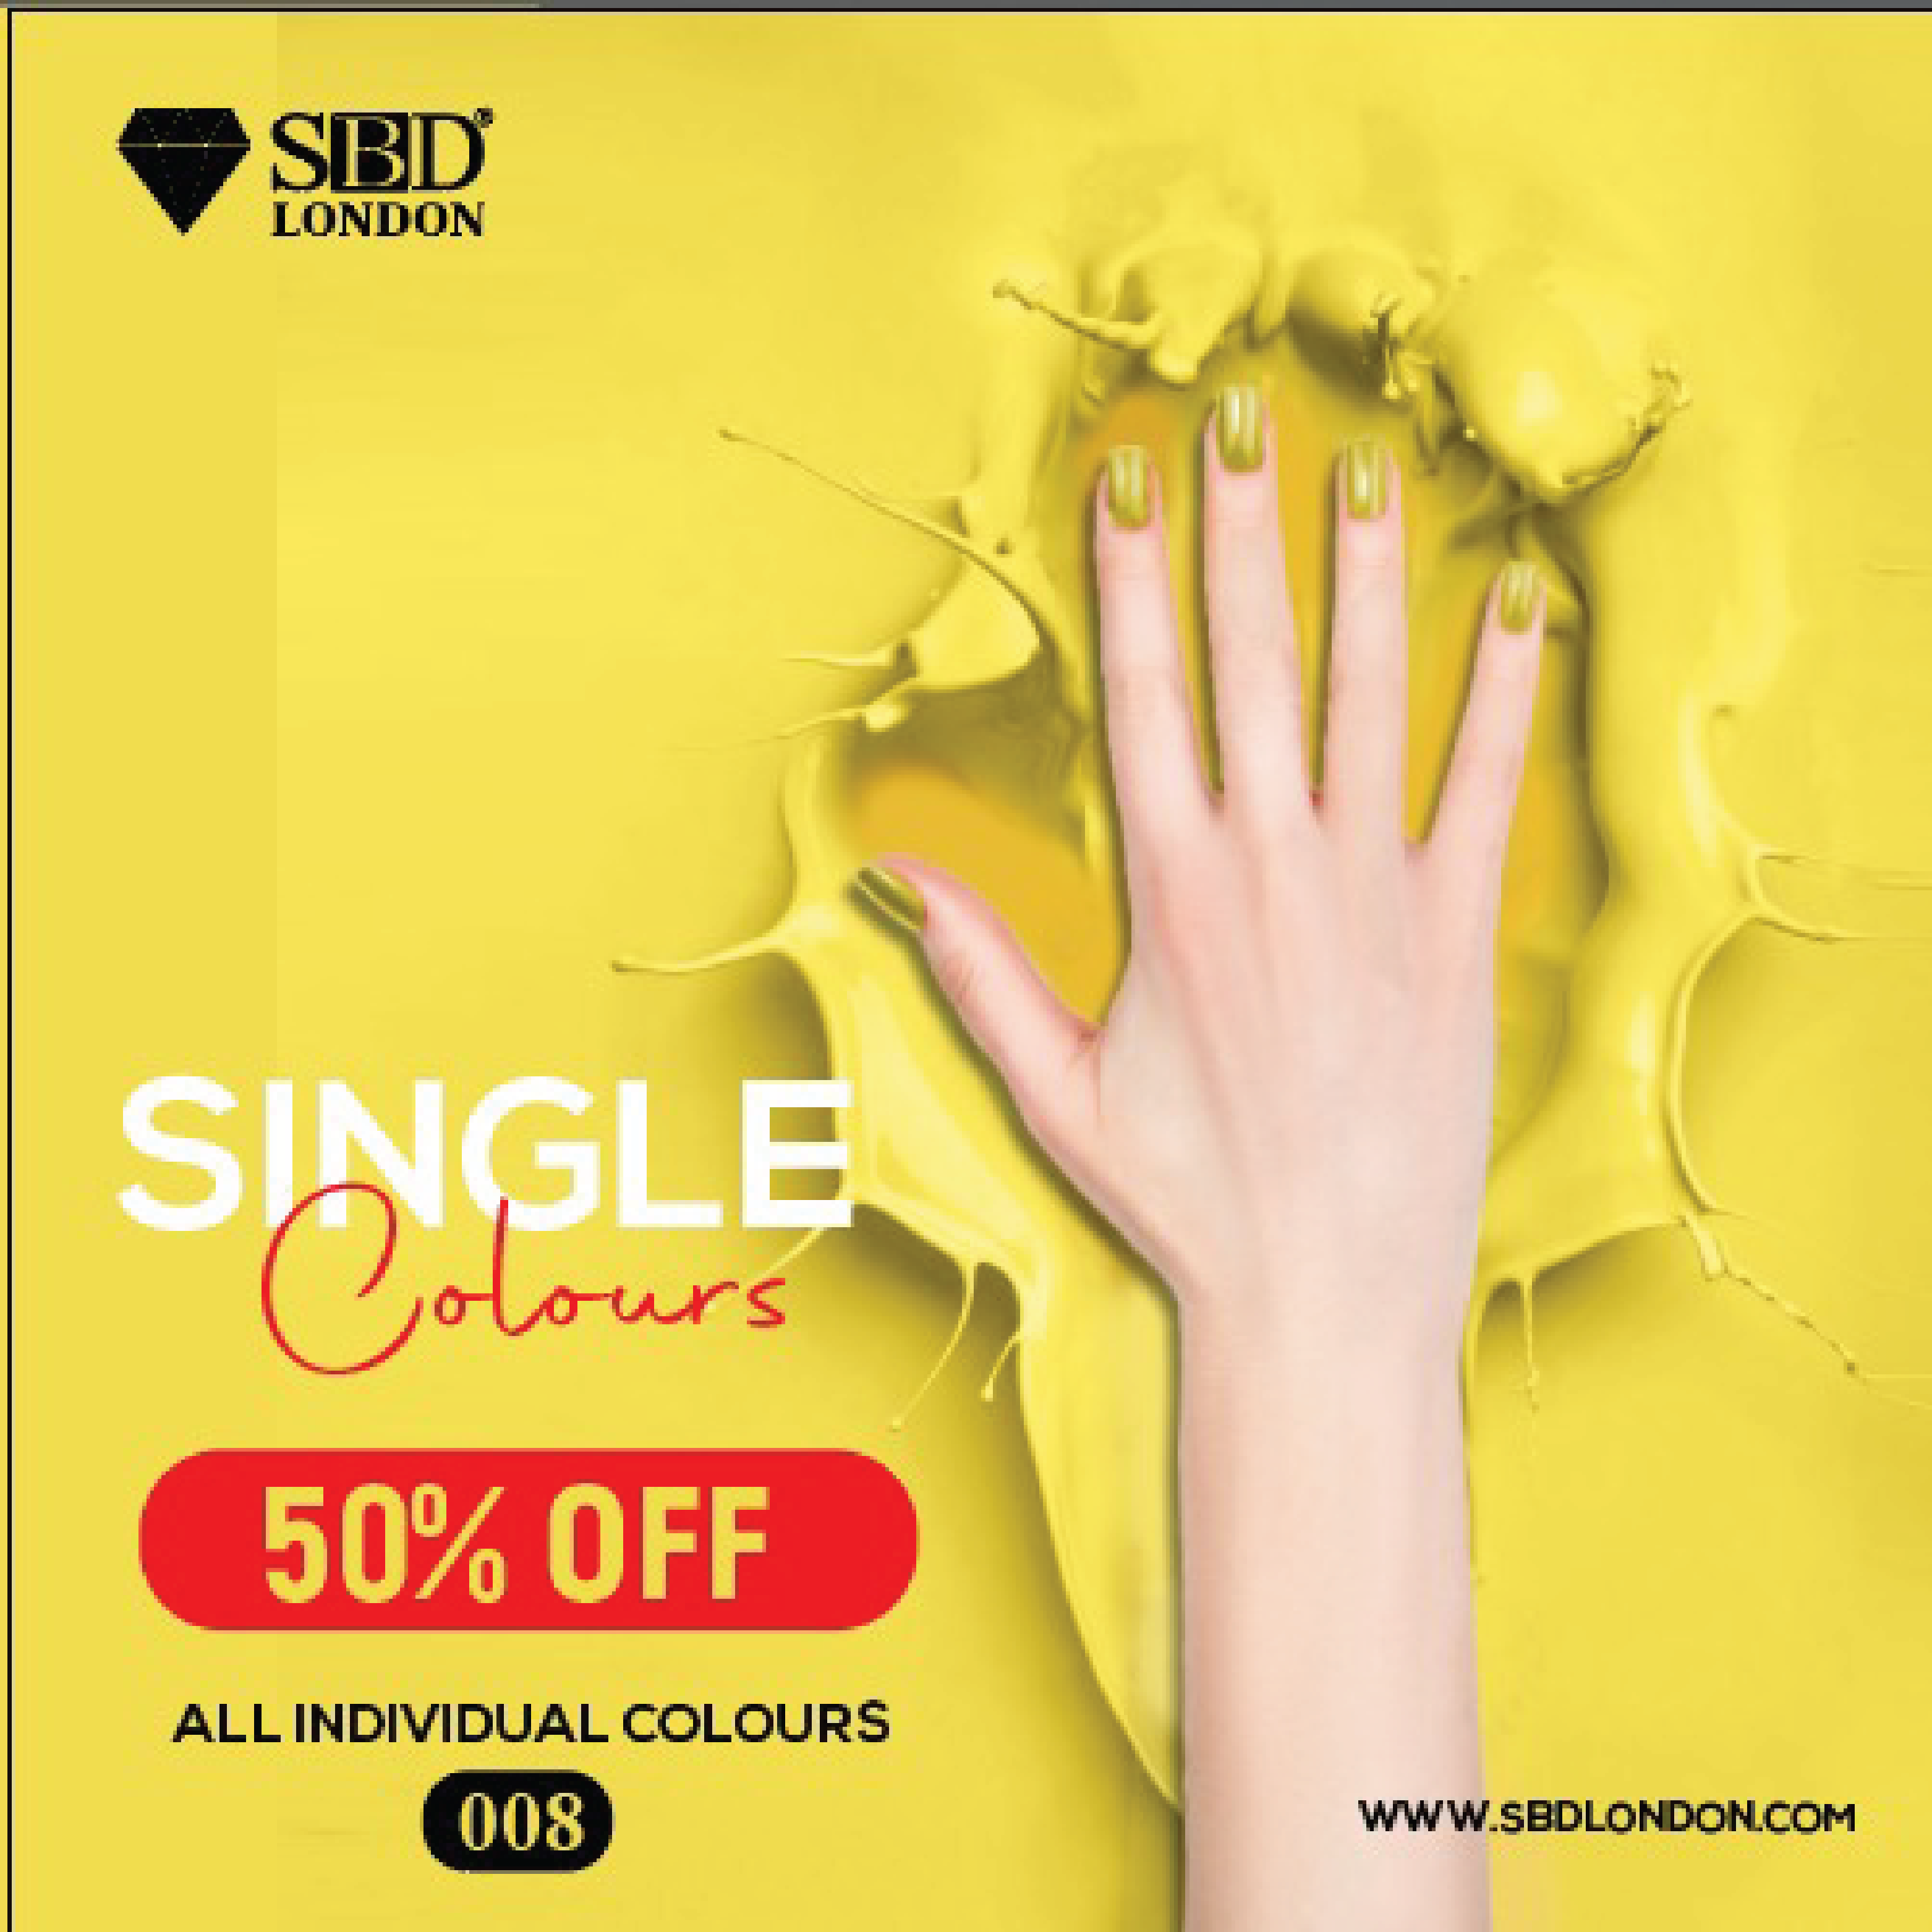 SBD®
LONDON
SINGLE
Colours
50% OFF
ALL INDIVIDUAL COLOURS
008
WWW.SBDLONDON.COM